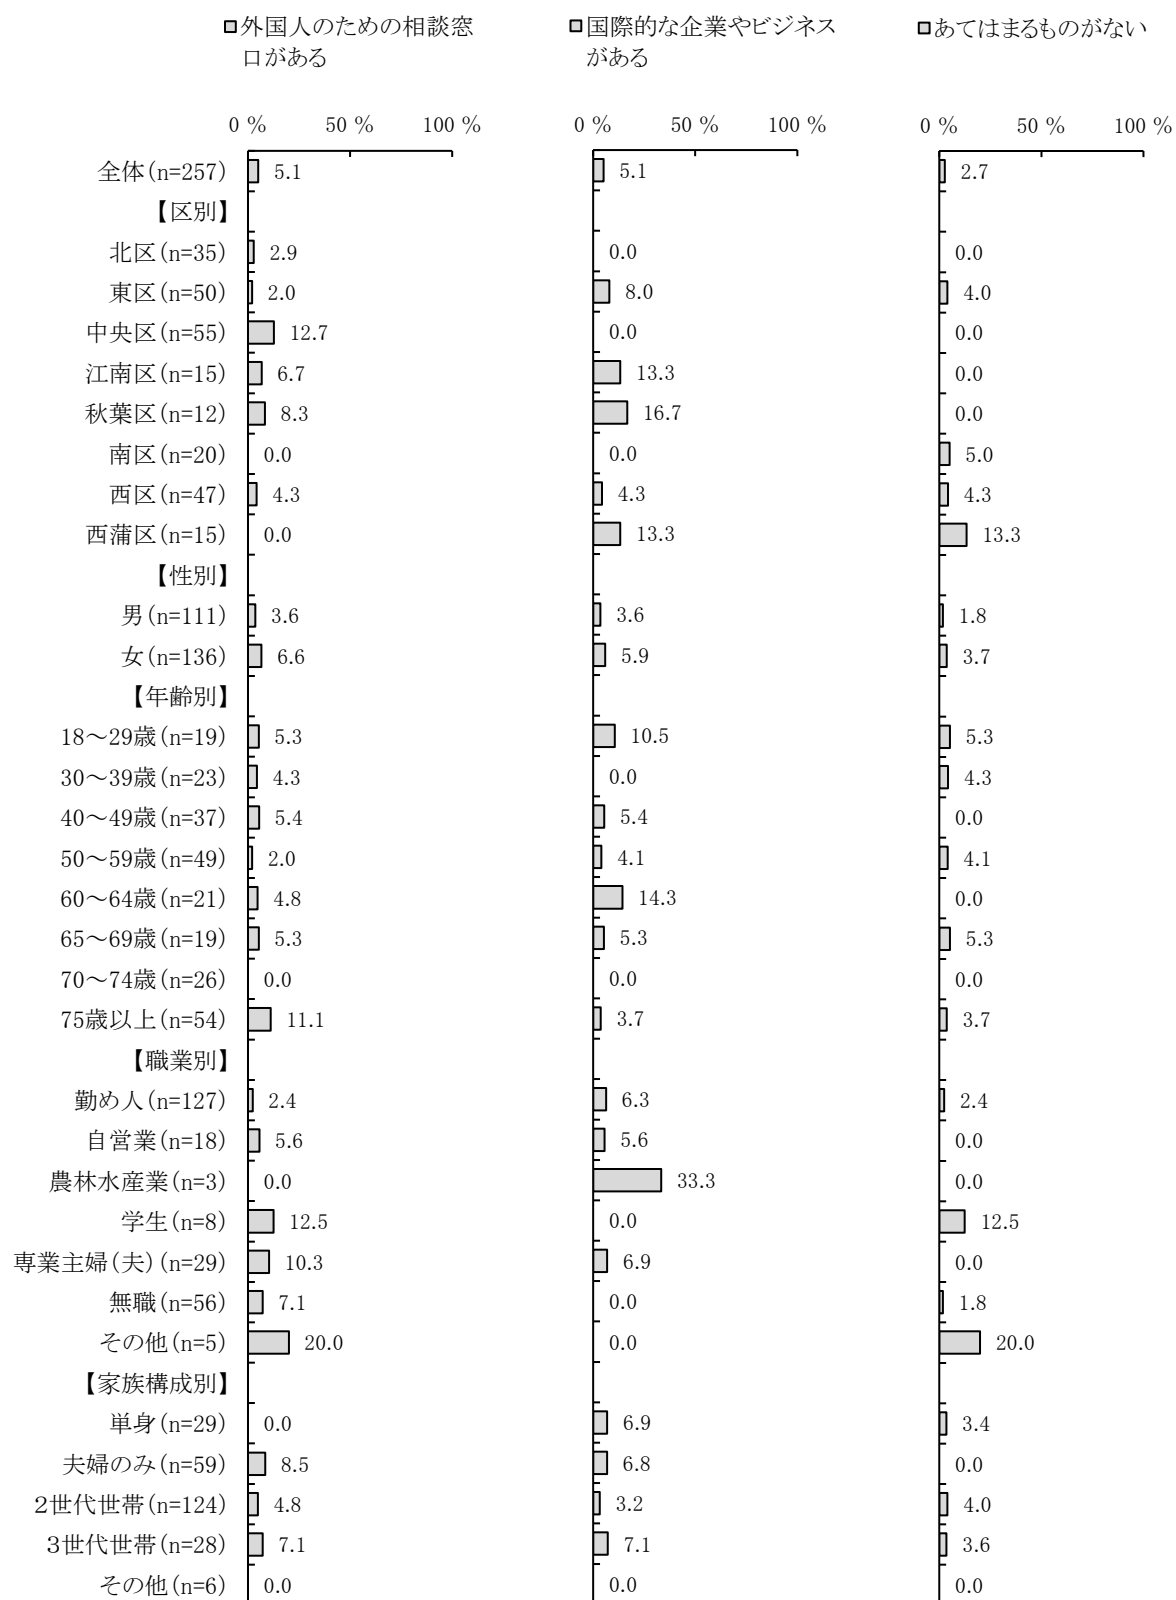 外国人のための相談窓
口がある
国際的な企業やビジネス
がある
あてはまるものがない
0 % 50 % 100 % 0 % 50 % 100 % 0 % 50 % 100 %
全体(n=257) 5.1 5.1 2.7
【区別】
北区(n=35) 2.9 0.0 0.0
東区(n=50) 2.0 8.0 4.0
中央区(n=55) 12.7 0.0 0.0
江南区(n=15) 6.7 13.3 0.0
秋葉区(n=12) 8.3 16.7 0.0
南区(n=20) 0.0 0.0 5.0
西区(n=47) 4.3 4.3 4.3
西蒲区(n=15) 0.0 13.3 13.3
【性別】
男(n=111) 3.6 3.6 1.8
女(n=136) 6.6 5.9 3.7
【年齢別】
18～29歳(n=19) 5.3 10.5 5.3
30～39歳(n=23) 4.3 0.0 4.3
40～49歳(n=37) 5.4 5.4 0.0
50～59歳(n=49) 2.0 4.1 4.1
60～64歳(n=21) 4.8 14.3 0.0
65～69歳(n=19) 5.3 5.3 5.3
70～74歳(n=26) 0.0 0.0 0.0
75歳以上(n=54) 11.1 3.7 3.7
【職業別】
勤め人(n=127) 2.4 6.3 2.4
自営業(n=18) 5.6 5.6 0.0
農林水産業(n=3) 0.0 33.3 0.0
学生(n=8) 12.5 0.0 12.5
専業主婦(夫)(n=29) 10.3 6.9 0.0
無職(n=56) 7.1 0.0 1.8
その他(n=5) 20.0 0.0 20.0
【家族構成別】
単身(n=29) 0.0 6.9 3.4
夫婦のみ(n=59) 8.5 6.8 0.0
２世代世帯(n=124) 4.8 3.2 4.0
３世代世帯(n=28) 7.1 7.1 3.6
その他(n=6) 0.0 0.0 0.0